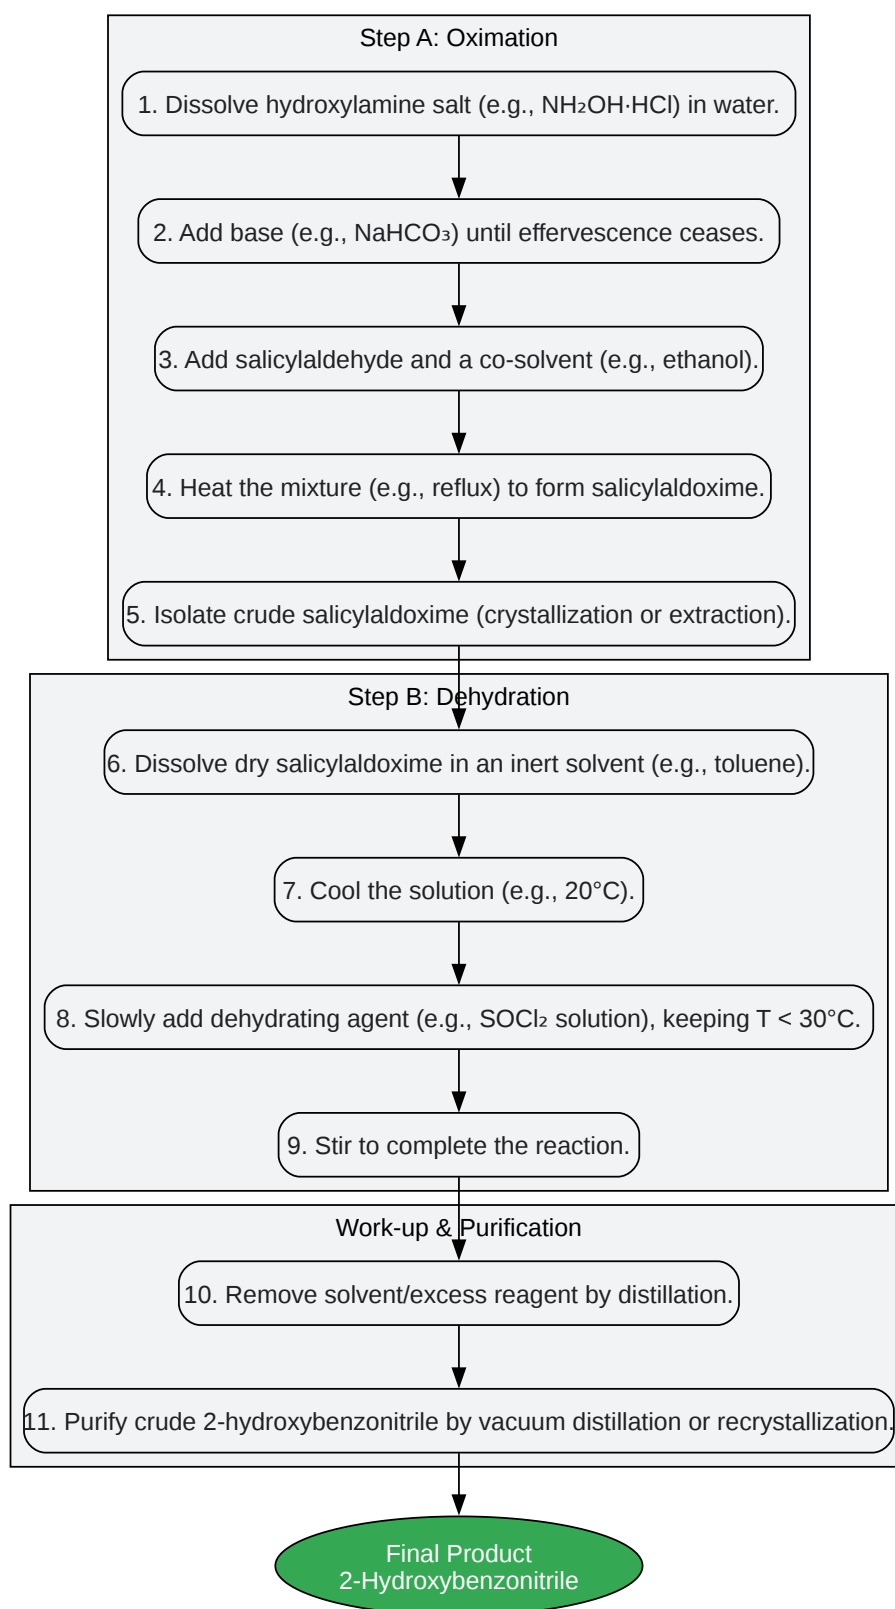 Step A: Oximation
1. Dissolve hydroxylamine salt (e.g., NH₂OH·HCl) in water.
2. Add base (e.g., NaHCO₃) until effervescence ceases.
3. Add salicylaldehyde and a co-solvent (e.g., ethanol).
4. Heat the mixture (e.g., reflux) to form salicylaldoxime.
5. Isolate crude salicylaldoxime (crystallization or extraction).
Step B: Dehydration
6. Dissolve dry salicylaldoxime in an inert solvent (e.g., toluene).
7. Cool the solution (e.g., 20°C).
8. Slowly add dehydrating agent (e.g., SOCl₂ solution), keeping T < 30°C.
9. Stir to complete the reaction.
Work-up & Purification
10. Remove solvent/excess reagent by distillation.
11. Purify crude 2-hydroxybenzonitrile by vacuum distillation or recrystallization.
Final Product
2-Hydroxybenzonitrile